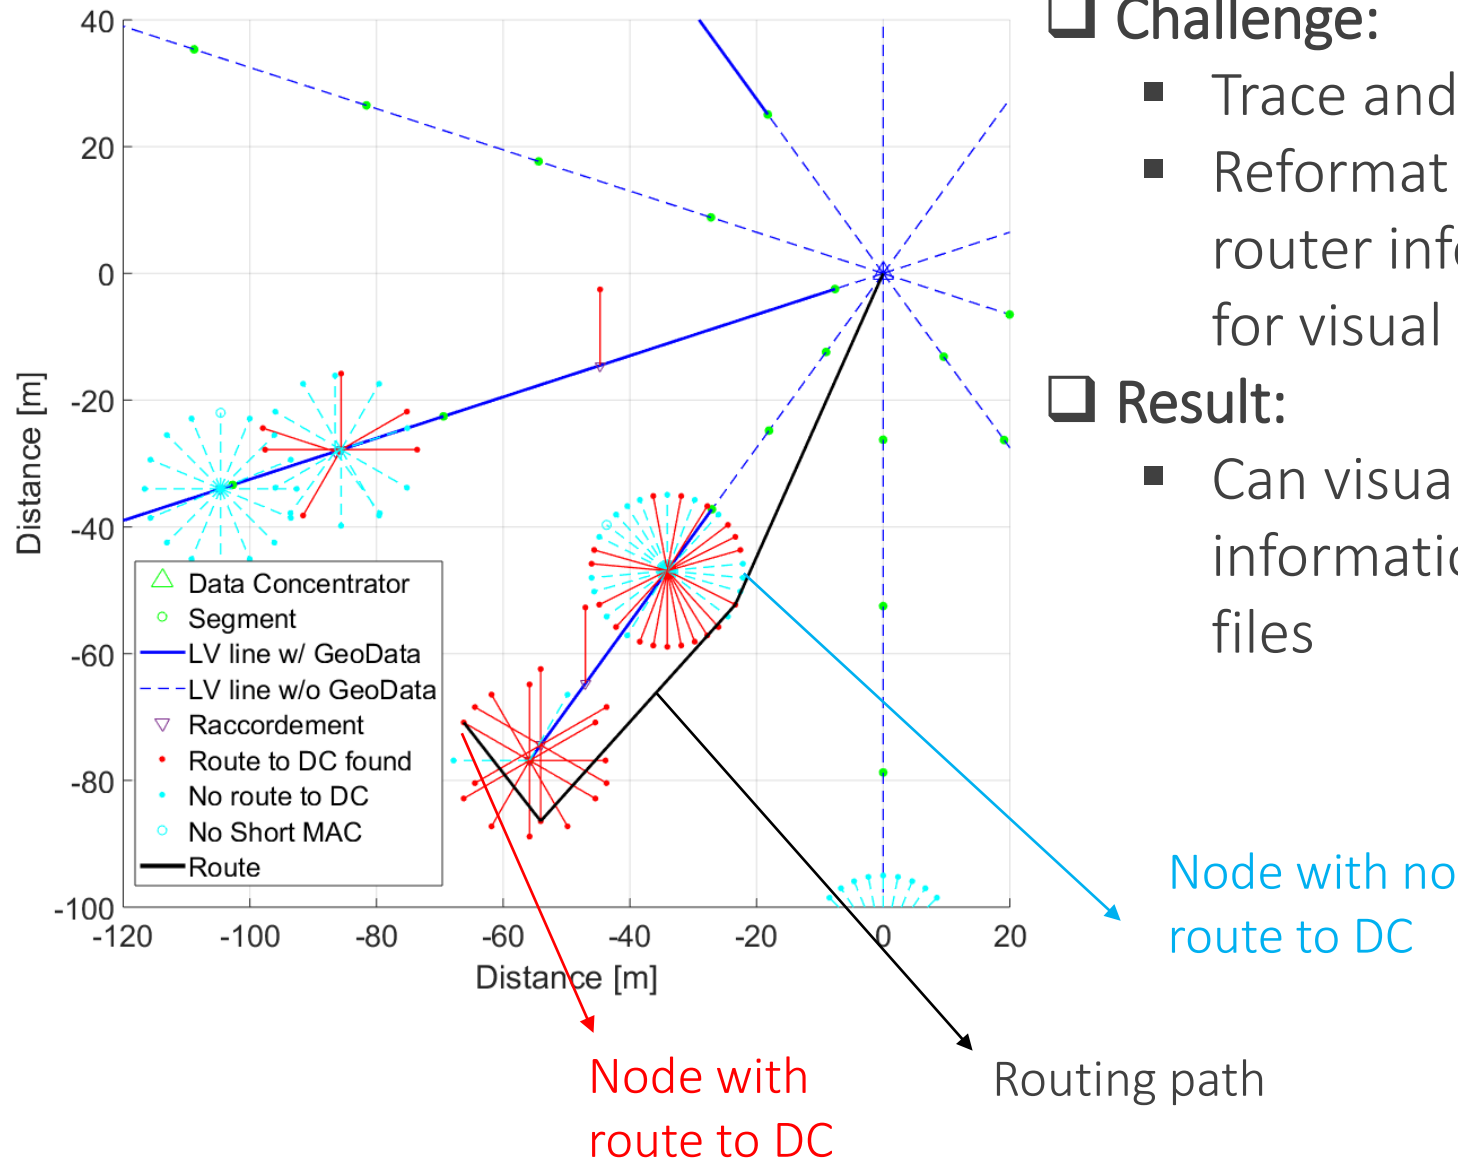 40
20
0
-20
-40
-60
-80
-100
-120
-100
-80
-60
-40
-20
0
20
Distance [m]
Distance [m]
Data Concentrator
Segment
LV line w/ GeoData
LV line w/o GeoData
Raccordement
Route to DC found
No route to DC
No Short MAC
Route
Node with
route to DC
Routing path
Node with no
route to DC
Challenge:
Trace and
Reformat
router
for visual
Result:
Can
files